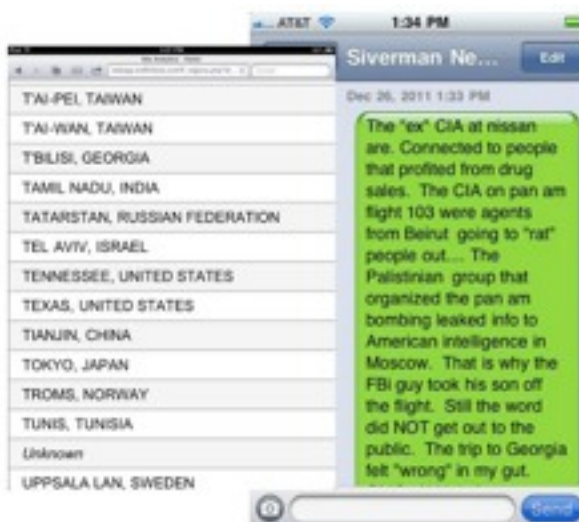 T'AI-PEI, TAIWAN
T'AI-WAN, TAIWAN
T'BILISI, GEORGIA
TAMIL NADU, INDIA
TATARSTAN, RUSSIAN FEDERATION
TEL AVIV, ISRAEL
TENNESSEE, UNITED STATES
TEXAS, UNITED STATES
TIANJIN, CHINA
TOKYO, JAPAN
TROMS, NORWAY
TUNIS, TUNISIA
Unknown
UPPSALA LAN, SWEDEN
AT&T 1:34 PM
Siverman Ne... Edit
Dec 26, 2011 1:33 PM
The "ex" CIA at nissan
are. Connected to people
that profited from drug
sales. The CIA on pan am
flight 103 were agents
from Beirut going to "rat"
people out.... The
Palistinian group that
organized the pan am
bombing leaked info to
American intelligence in
Moscow. That is why the
FBi guy took his son off
the flight. Still the word
did NOT get out to the
public. The trip to Georgia
felt "wrong" in my gut.
Send